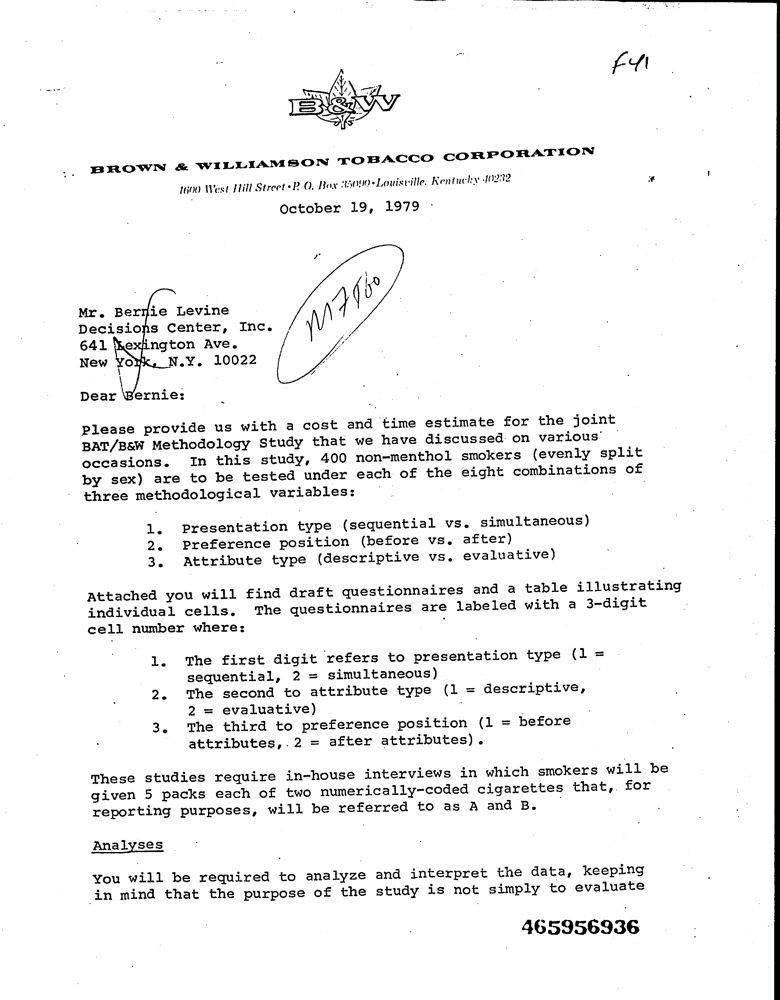 F41
B&W
BROWN & WILLIAMSON TOBACCO CORPORATION
1600 West Hill Street • P. O. Box 35090 • Louisville, Kentucky 40232
October 19, 1979
Mr. Bernie Levine
Decisions Center, Inc.
641 Lexington Ave.
New York, N.Y. 10022
Dear Bernie:
Please provide us with a cost and time estimate for the joint
BAT/B&W Methodology Study that we have discussed on various
occasions. In this study, 400 non-menthol smokers (evenly split
by sex) are to be tested under each of the eight combinations of
three methodological variables:
1. Presentation type (sequential vs. simultaneous)
2. Preference position (before vs. after)
3. Attribute type (descriptive vs. evaluative)
Attached you will find draft questionnaires and a table illustrating
individual cells. The questionnaires are labeled with a 3-digit
cell number where:
1. The first digit refers to presentation type (1 =
sequential, 2 = simultaneous)
2. The second to attribute type (1 = descriptive,
2 = evaluative)
3. The third to preference position (1 = before
attributes, 2 = after attributes).
These studies require in-house interviews in which smokers will be
given 5 packs each of two numerically-coded cigarettes that, for
reporting purposes, will be referred to as A and B.
Analyses
You will be required to analyze and interpret the data, keeping
in mind that the purpose of the study is not simply to evaluate
465956936